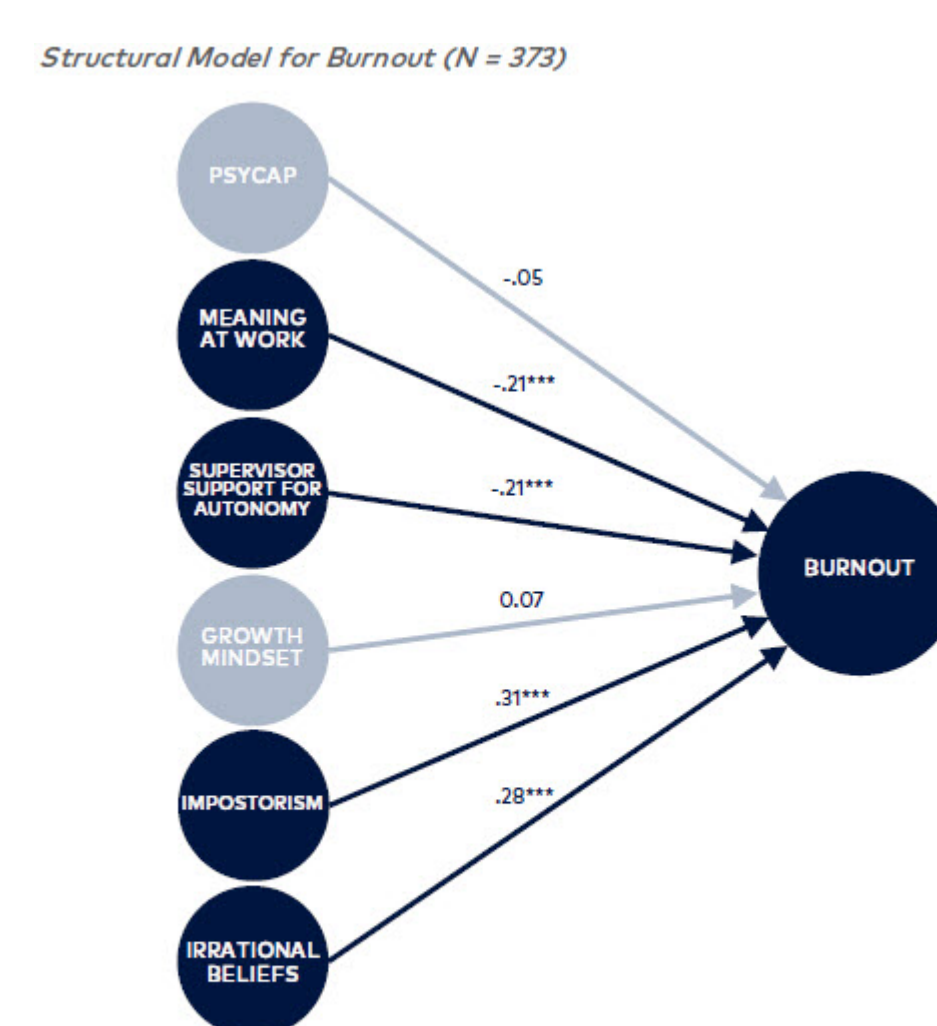 Structural Model for Burnout (N = 373)
PSYCAP
-.05
MEANING
AT WORK
-.21***
SUPERVISOR
SUPPORT FOR
AUTONOMY
-.21***
BURNOUT
0.07
GROWTH
MINDSET
.31***
IMPOSTORISM
.28***
IRRATIONAL
BELIEFS